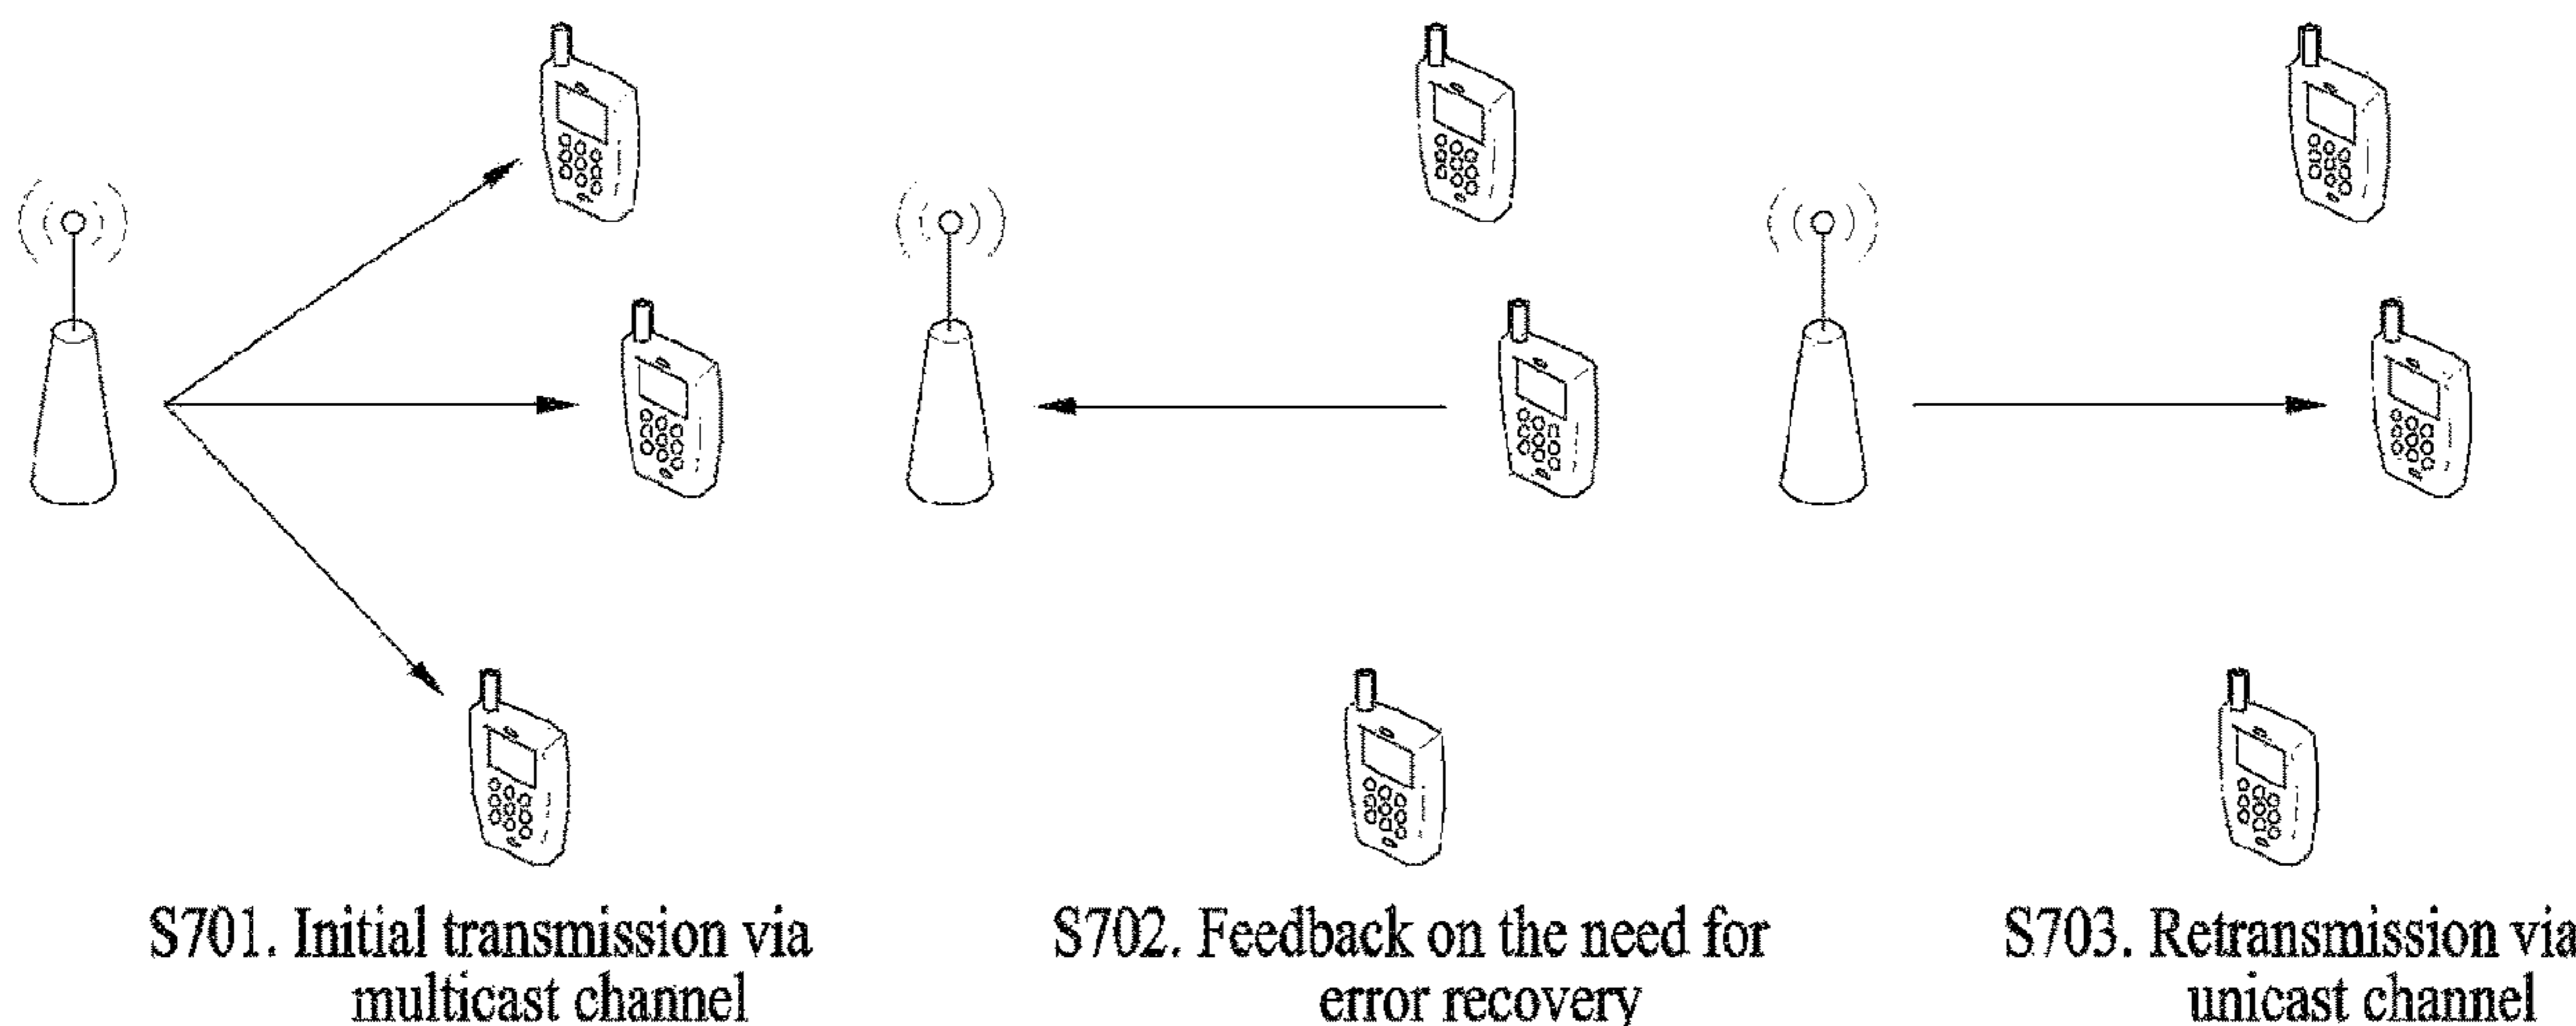 S701. Initial transmission via
multicast channel
S702. Feedback on the need for
error recovery
S703. Retransmission via
unicast channel